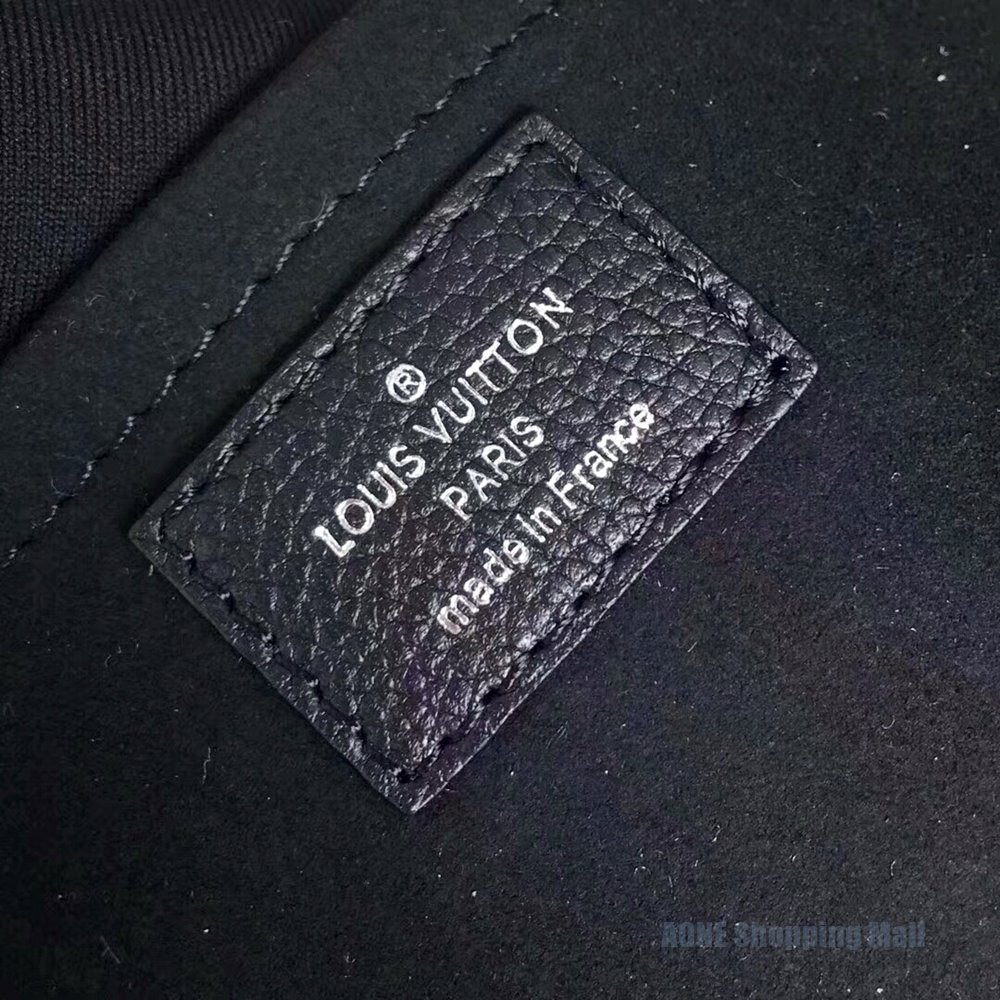 ®
LOUIS VUITTON
PARIS
made in France
AONE Shopping Mall